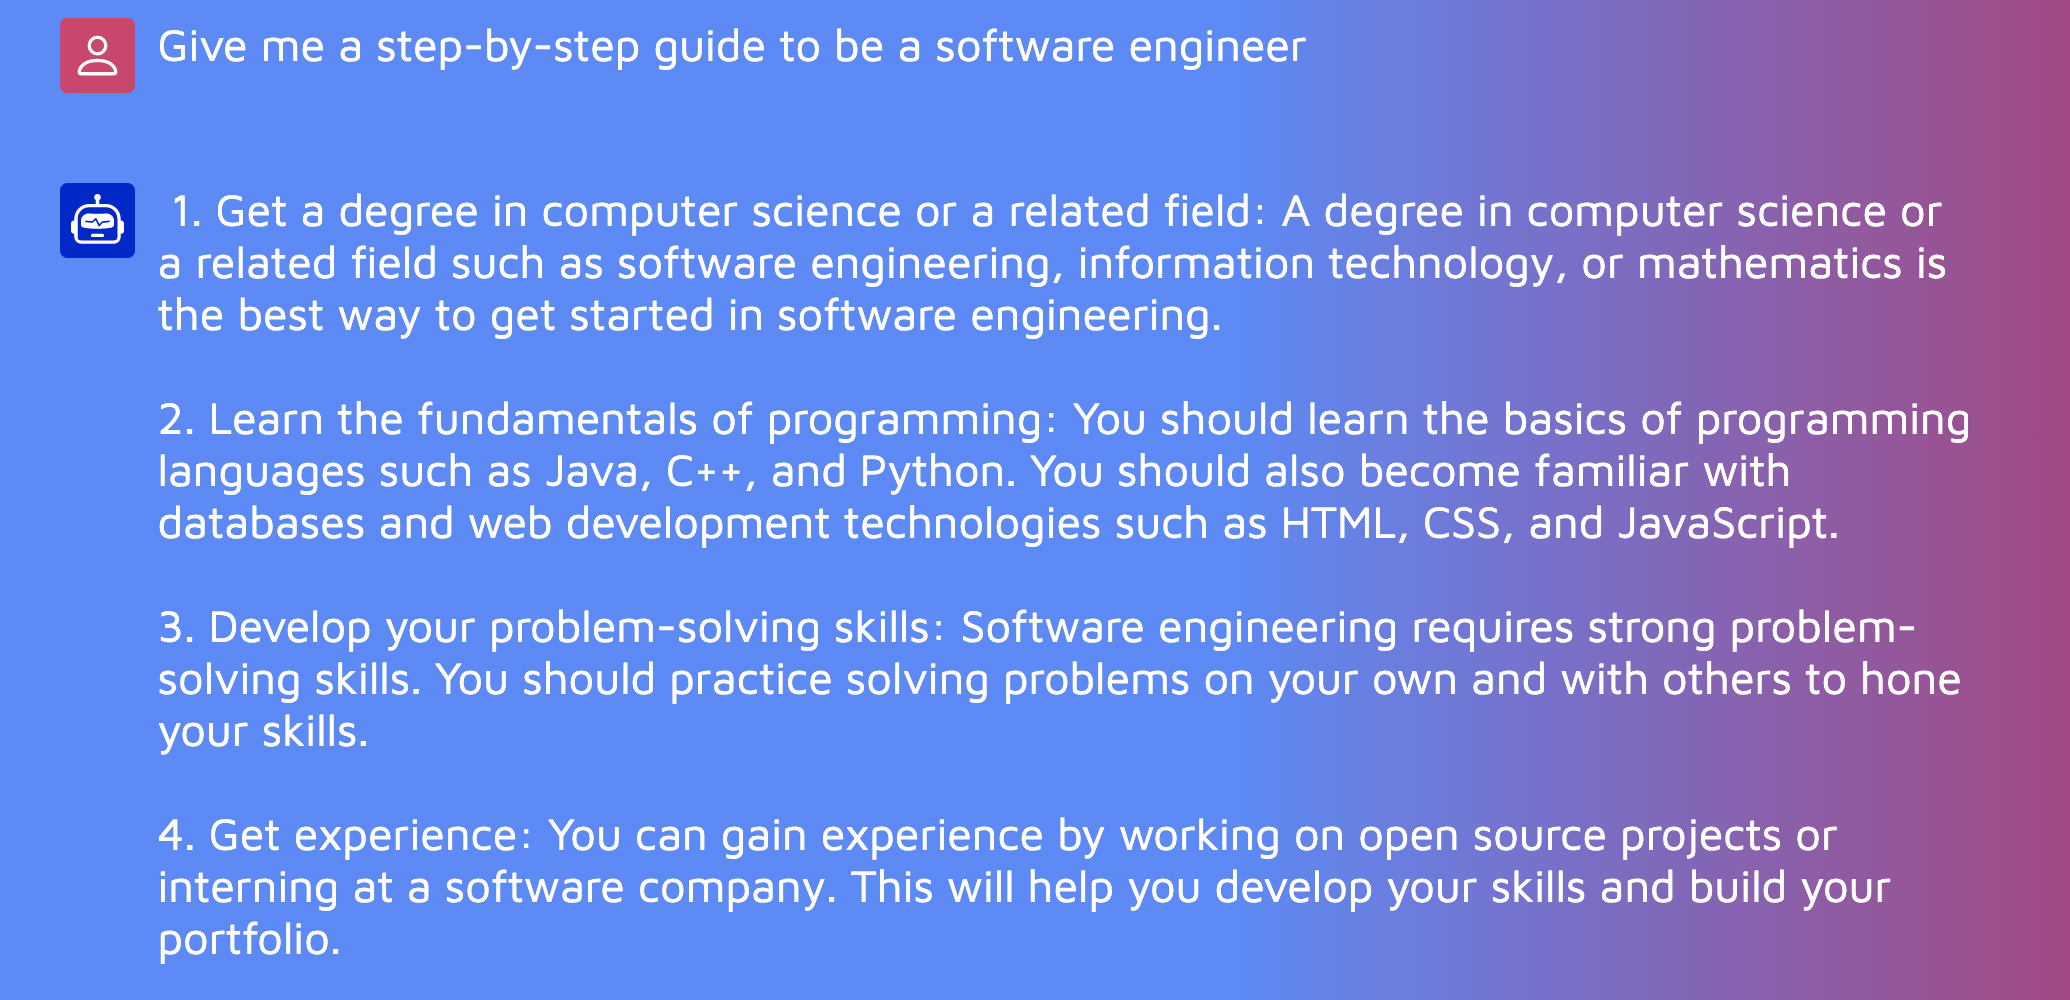 Give me a step-by-step guide to be a software engineer
1. Get a degree in computer science or a related field: A degree in computer science or
a related field such as software engineering, information technology, or mathematics is
the best way to get started in software engineering.
2. Learn the fundamentals of programming: You should learn the basics of programming
languages such as Java, C++, and Python. You should also become familiar with
databases and web development technologies such as HTML, CSS, and JavaScript.
3. Develop your problem-solving skills: Software engineering requires strong problem-
solving skills. You should practice solving problems on your own and with others to hone
your skills.
4. Get experience: You can gain experience by working on open source projects or
interning at a software company. This will help you develop your skills and build your
portfolio.